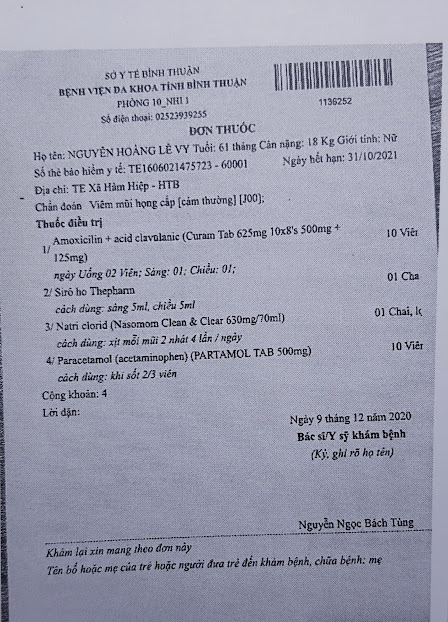 SỞ Y TẾ BÌNH THUẬN
BỆNH VIỆN ĐA KHOA TỈNH BÌNH THUẬN
PHÒNG 10_NHI 1
Số điện thoại: 02523939255
1136252
ĐƠN THUỐC
Họ tên: NGUYỄN HOÀNG LÊ VY Tuổi: 61 tháng Cân nặng: 18 Kg Giới tính: Nữ
Số thẻ bảo hiểm y tế: TE1606021475723 - 60001 Ngày hết hạn: 31/10/2021
Địa chỉ: TE Xã Hàm Hiệp - HTB
Chẩn đoán Viêm mũi họng cấp [cảm thường] [J00];
Thuốc điều trị
1/ Amoxicilin + acid clavulanic (Curam Tab 625mg 10x8's 500mg + 125mg) 10 Viên
ngày Uống 02 Viên; Sáng: 01; Chiều: 01;
2/ Sirô ho Thepharm 01 Cha
cách dùng: sáng 5ml, chiều 5ml
3/ Natri clorid (Nasomom Clean & Clear 630mg/70ml) 01 Chai, lọ
cách dùng: xịt mỗi mũi 2 nhát 4 lần / ngày
4/ Paracetamol (acetaminophen) (PARTAMOL TAB 500mg) 10 Viên
cách dùng: khi sốt 2/3 viên
Cộng khoản: 4
Lời dặn:
Ngày 9 tháng 12 năm 2020
Bác sĩ/Y sỹ khám bệnh
(Ký, ghi rõ họ tên)
Nguyễn Ngọc Bách Tùng
Khám lại xin mang theo đơn này
Tên bố hoặc mẹ của trẻ hoặc người đưa trẻ đến khám bệnh, chữa bệnh: mẹ